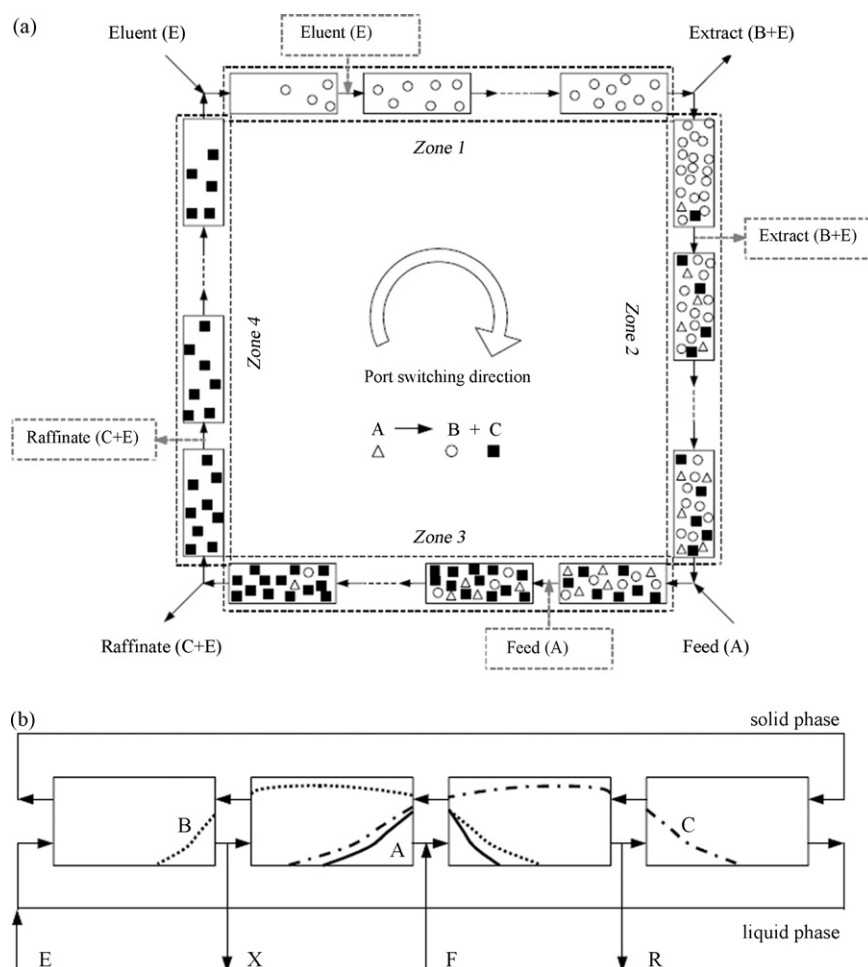 (a)
Eluent (E)
Eluent (E)
Extract (B+E)
Zone 1
Extract (B+E)
Zone 2
Zone 4
Port switching direction
A B + C
Raffinate (C+E)
Zone 3
Raffinate (C+E)
Feed (A)
Feed (A)
(b)
solid phase
B
A
C
liquid phase
E X F R